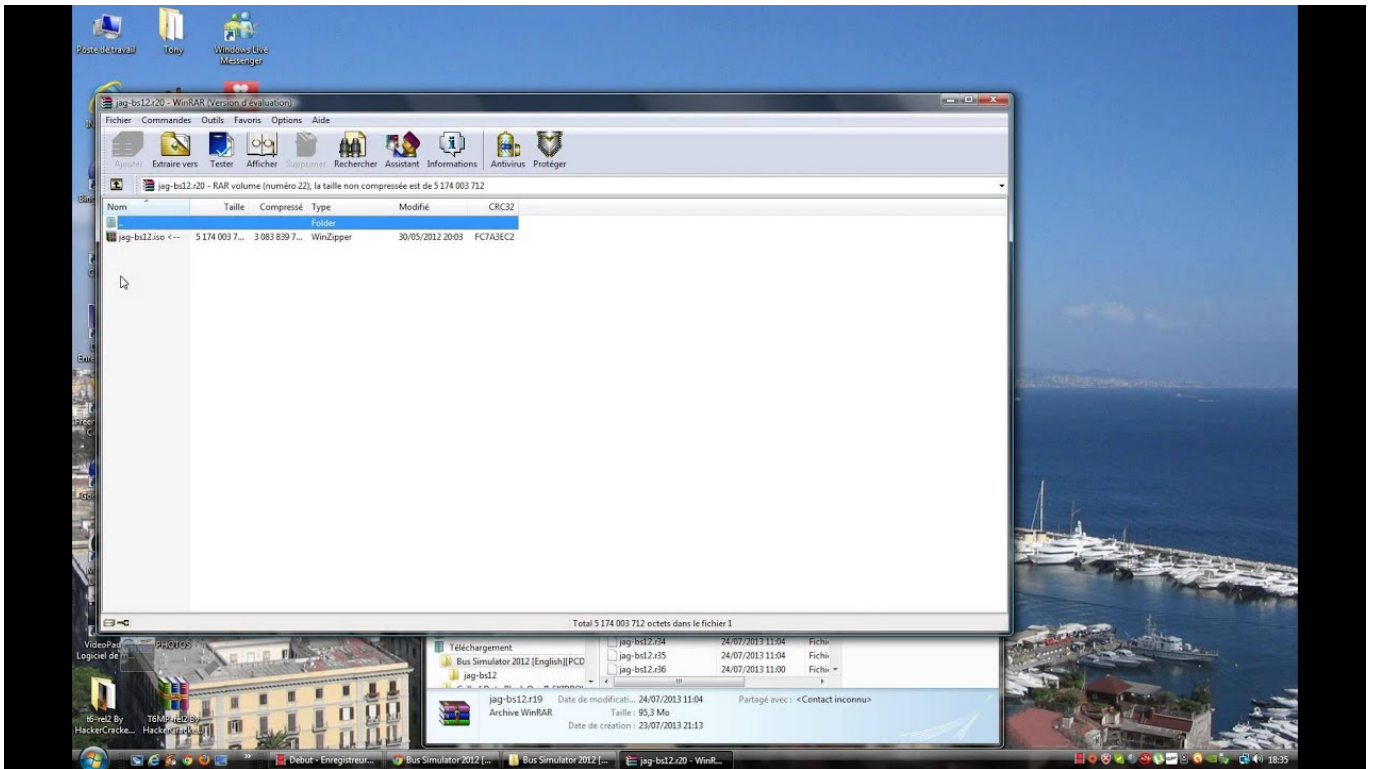 Poste de travail
Tony
Windows Live
Messenger
jag-bs12.r20 - WinRAR (Version d'évaluation)
Fichier Commandes Outils Favoris Options Aide
Ajouter Extraire vers Tester Afficher Supprimer Rechercher Assistant Informations Antivirus Protéger
jag-bs12.r20 - RAR volume (numéro 22), la taille non compressée est de 5 174 003 712
Nom Taille Compressé Type Modifié CRC32
.. Folder
jag-bs12.iso <-- 5 174 003 7... 3 083 839 7... WinZipper 30/05/2012 20:03 FC7A3EC2
Total 5 174 003 712 octets dans le fichier 1
VideoPad
Logiciel de
PHOTOS
Téléchargement
Bus Simulator 2012 [English][PCD
jag-bs12
jag-bs12.r34 24/07/2013 11:04 Fichi
jag-bs12.r35 24/07/2013 11:04 Fichi
jag-bs12.r36 24/07/2013 11:00 Fichi
jag-bs12.r19 Date de modificati... 24/07/2013 11:04 Partagé avec : <Contact inconnu>
Archive WinRAR Taille : 95,3 Mo
Date de création : 23/07/2013 21:13
t6-rel2 By
HackerCracke...
Debut - Enregistreur...
Bus Simulator 2012 [...
Bus Simulator 2012 [...
jag-bs12.r20 - WinR...
18:35